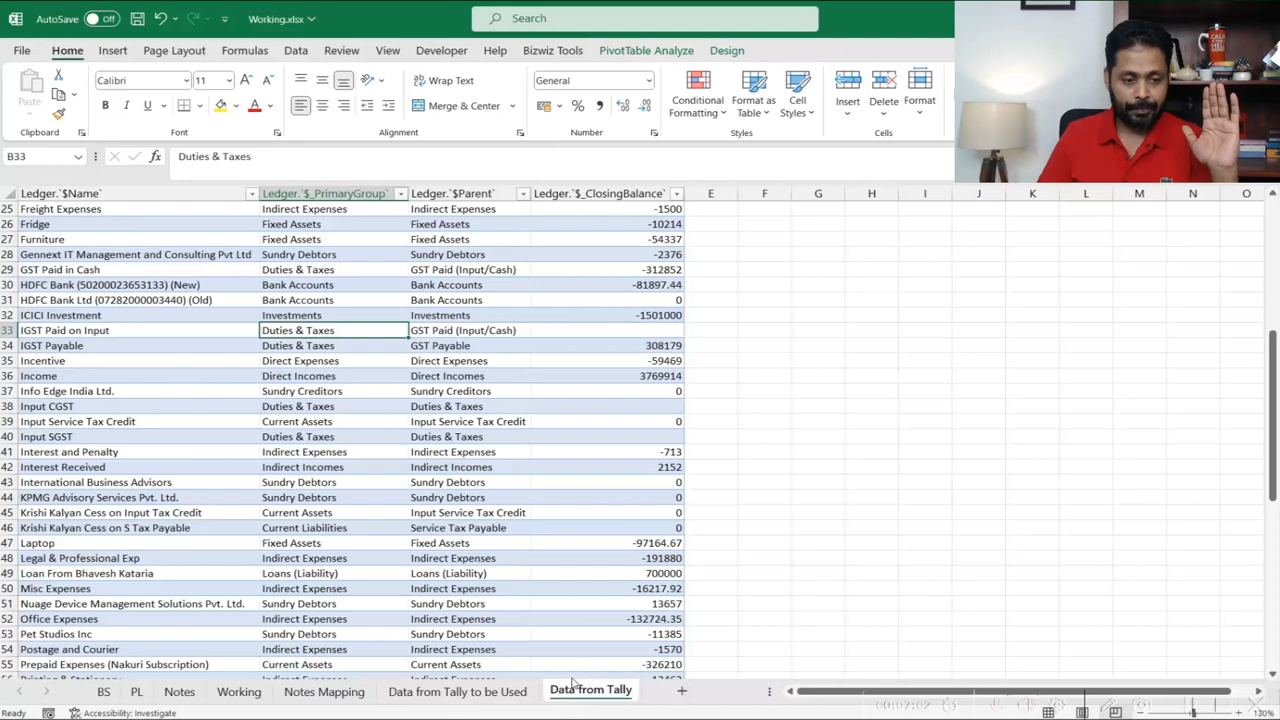 AutoSave Off Working.xlsx Search
File Home Insert Page Layout Formulas Data Review View Developer Help Bizwiz Tools PivotTable Analyze Design
Calibri 11 Wrap Text General
Paste B I U Merge & Center Conditional Formatting Format as Table Cell Styles Insert Delete Format
Clipboard Font Alignment Number Styles Cells
B33 fx Duties & Taxes
Ledger.`$Name` Ledger.`$_PrimaryGroup` Ledger.`$Parent` Ledger.`$_ClosingBalance` E F G H I J K L M N O
25 Freight Expenses Indirect Expenses Indirect Expenses -1500
26 Fridge Fixed Assets Fixed Assets -10214
27 Furniture Fixed Assets Fixed Assets -54337
28 Gennext IT Management and Consulting Pvt Ltd Sundry Debtors Sundry Debtors -2376
29 GST Paid in Cash Duties & Taxes GST Paid (Input/Cash) -312852
30 HDFC Bank (50200023653133) (New) Bank Accounts Bank Accounts -81897.44
31 HDFC Bank Ltd (07282000003440) (Old) Bank Accounts Bank Accounts 0
32 ICICI Investment Investments Investments -1501000
33 IGST Paid on Input Duties & Taxes GST Paid (Input/Cash)
34 IGST Payable Duties & Taxes GST Payable 308179
35 Incentive Direct Expenses Direct Expenses -59469
36 Income Direct Incomes Direct Incomes 3769914
37 Info Edge India Ltd. Sundry Creditors Sundry Creditors 0
38 Input CGST Duties & Taxes Duties & Taxes
39 Input Service Tax Credit Current Assets Input Service Tax Credit 0
40 Input SGST Duties & Taxes Duties & Taxes
41 Interest and Penalty Indirect Expenses Indirect Expenses -713
42 Interest Received Indirect Incomes Indirect Incomes 2152
43 International Business Advisors Sundry Debtors Sundry Debtors 0
44 KPMG Advisory Services Pvt. Ltd. Sundry Debtors Sundry Debtors 0
45 Krishi Kalyan Cess on Input Tax Credit Current Assets Input Service Tax Credit 0
46 Krishi Kalyan Cess on S Tax Payable Current Liabilities Service Tax Payable 0
47 Laptop Fixed Assets Fixed Assets -97164.67
48 Legal & Professional Exp Indirect Expenses Indirect Expenses -191880
49 Loan From Bhavesh Kataria Loans (Liability) Loans (Liability) 700000
50 Misc Expenses Indirect Expenses Indirect Expenses -16217.92
51 Nuage Device Management Solutions Pvt. Ltd. Sundry Debtors Sundry Debtors 13657
52 Office Expenses Indirect Expenses Indirect Expenses -132724.35
53 Pet Studios Inc Sundry Debtors Sundry Debtors -11385
54 Postage and Courier Indirect Expenses Indirect Expenses -1570
55 Prepaid Expenses (Nakuri Subscription) Current Assets Current Assets -326210
BS PL Notes Working Notes Mapping Data from Tally to be Used Data from Tally
Ready Accessibility: Investigate 130%